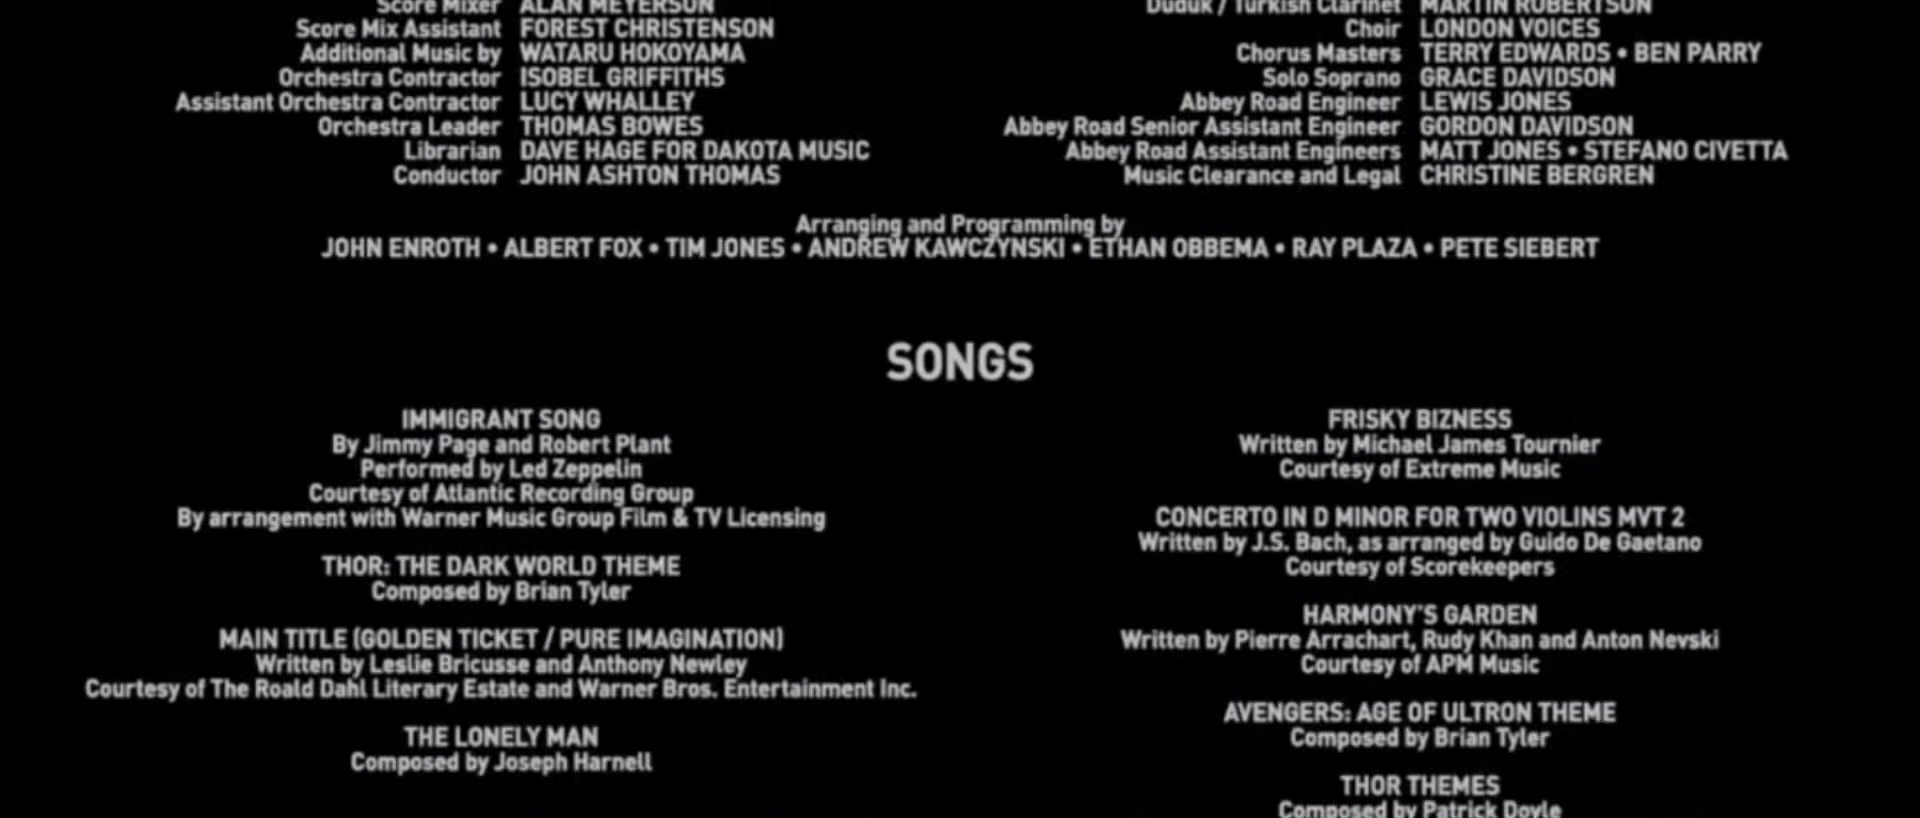 Score Mixer ALAN MEYERSON
Score Mix Assistant FOREST CHRISTENSON
Additional Music by WATARU HOKOYAMA
Orchestra Contractor ISOBEL GRIFFITHS
Assistant Orchestra Contractor LUCY WHALLEY
Orchestra Leader THOMAS BOWES
Librarian DAVE HAGE FOR DAKOTA MUSIC
Conductor JOHN ASHTON THOMAS
Duduk / Turkish Clarinet MARTIN ROBERTSON
Choir LONDON VOICES
Chorus Masters TERRY EDWARDS • BEN PARRY
Solo Soprano GRACE DAVIDSON
Abbey Road Engineer LEWIS JONES
Abbey Road Senior Assistant Engineer GORDON DAVIDSON
Abbey Road Assistant Engineers MATT JONES • STEFANO CIVETTA
Music Clearance and Legal CHRISTINE BERGREN
Arranging and Programming by
JOHN ENROTH • ALBERT FOX • TIM JONES • ANDREW KAWCZYNSKI • ETHAN OBBEMA • RAY PLAZA • PETE SIEBERT
SONGS
IMMIGRANT SONG
By Jimmy Page and Robert Plant
Performed by Led Zeppelin
Courtesy of Atlantic Recording Group
By arrangement with Warner Music Group Film & TV Licensing
THOR: THE DARK WORLD THEME
Composed by Brian Tyler
MAIN TITLE (GOLDEN TICKET / PURE IMAGINATION)
Written by Leslie Bricusse and Anthony Newley
Courtesy of The Roald Dahl Literary Estate and Warner Bros. Entertainment Inc.
THE LONELY MAN
Composed by Joseph Harnell
FRISKY BIZNESS
Written by Michael James Tournier
Courtesy of Extreme Music
CONCERTO IN D MINOR FOR TWO VIOLINS MVT 2
Written by J.S. Bach, as arranged by Guido De Gaetano
Courtesy of Scorekeepers
HARMONY'S GARDEN
Written by Pierre Arrachart, Rudy Khan and Anton Nevski
Courtesy of APM Music
AVENGERS: AGE OF ULTRON THEME
Composed by Brian Tyler
THOR THEMES
Composed by Patrick Doyle